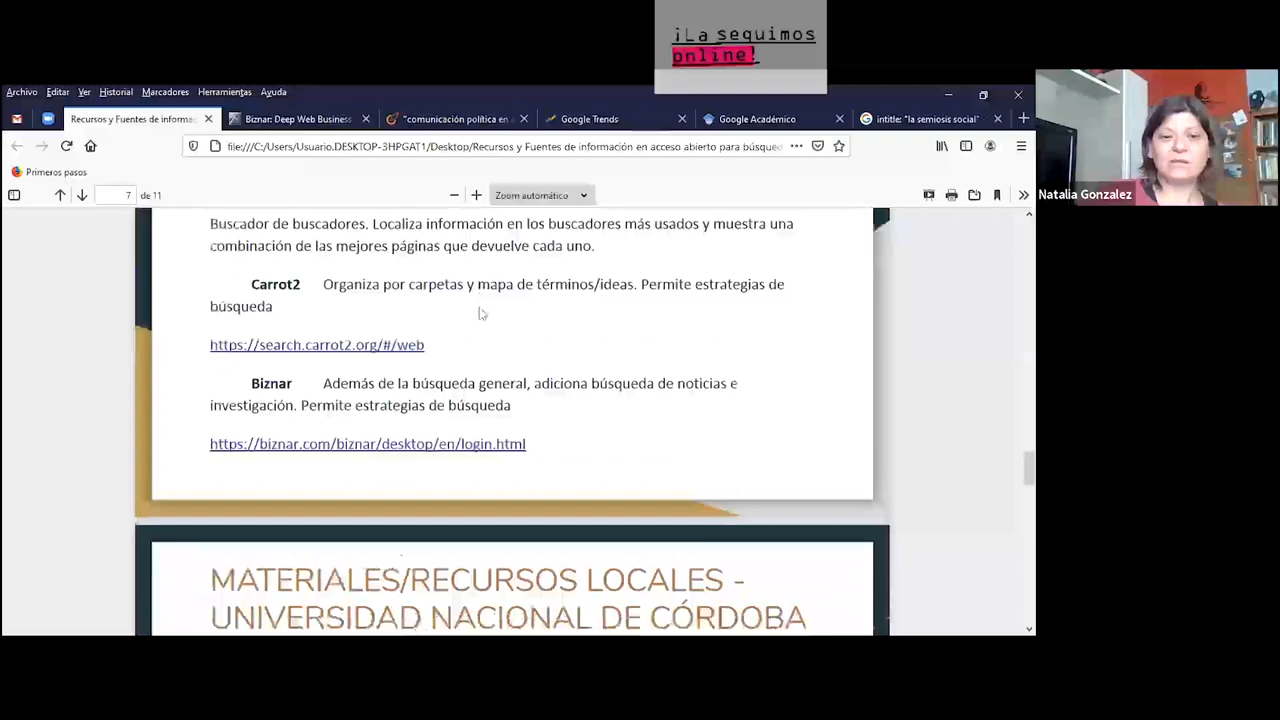 ¡La seguimos
online!
Archivo Editar Ver Historial Marcadores Herramientas Ayuda
Recursos y Fuentes de informac Biznar: Deep Web Business "comunicación política en Google Trends Google Académico intitle: "la semiosis social"
file:///C:/Users/Usuario.DESKTOP-3HPGAT1/Desktop/Recursos y Fuentes de información en acceso abierto para búsqued
Primeros pasos
7 de 11 Zoom automático
Natalia Gonzalez
Buscador de buscadores. Localiza información en los buscadores más usados y muestra una
combinación de las mejores páginas que devuelve cada uno.
Carrot2 Organiza por carpetas y mapa de términos/ideas. Permite estrategias de
búsqueda
https://search.carrot2.org/#/web
Biznar Además de la búsqueda general, adiciona búsqueda de noticias e
investigación. Permite estrategias de búsqueda
https://biznar.com/biznar/desktop/en/login.html
MATERIALES/RECURSOS LOCALES -
UNIVERSIDAD NACIONAL DE CÓRDOBA